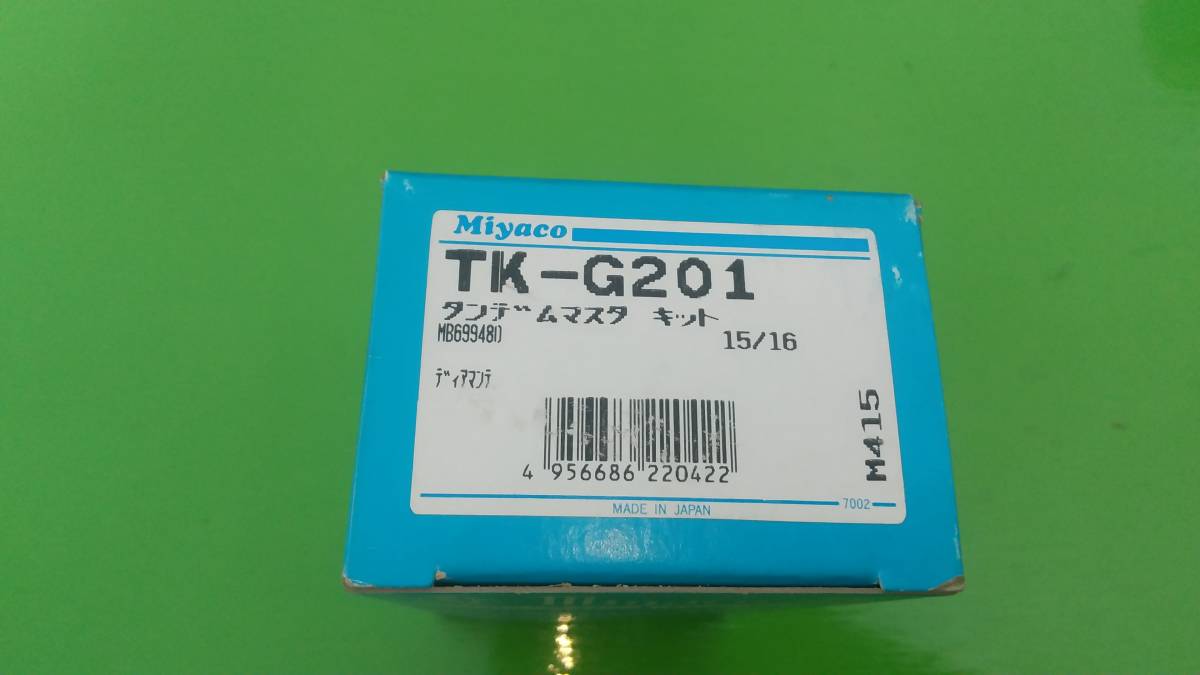 Miyaco
TK-G201
タンデムマスタ キット
15/16
ディアマンテ
M415
4 956686 220422
7002
MADE IN JAPAN